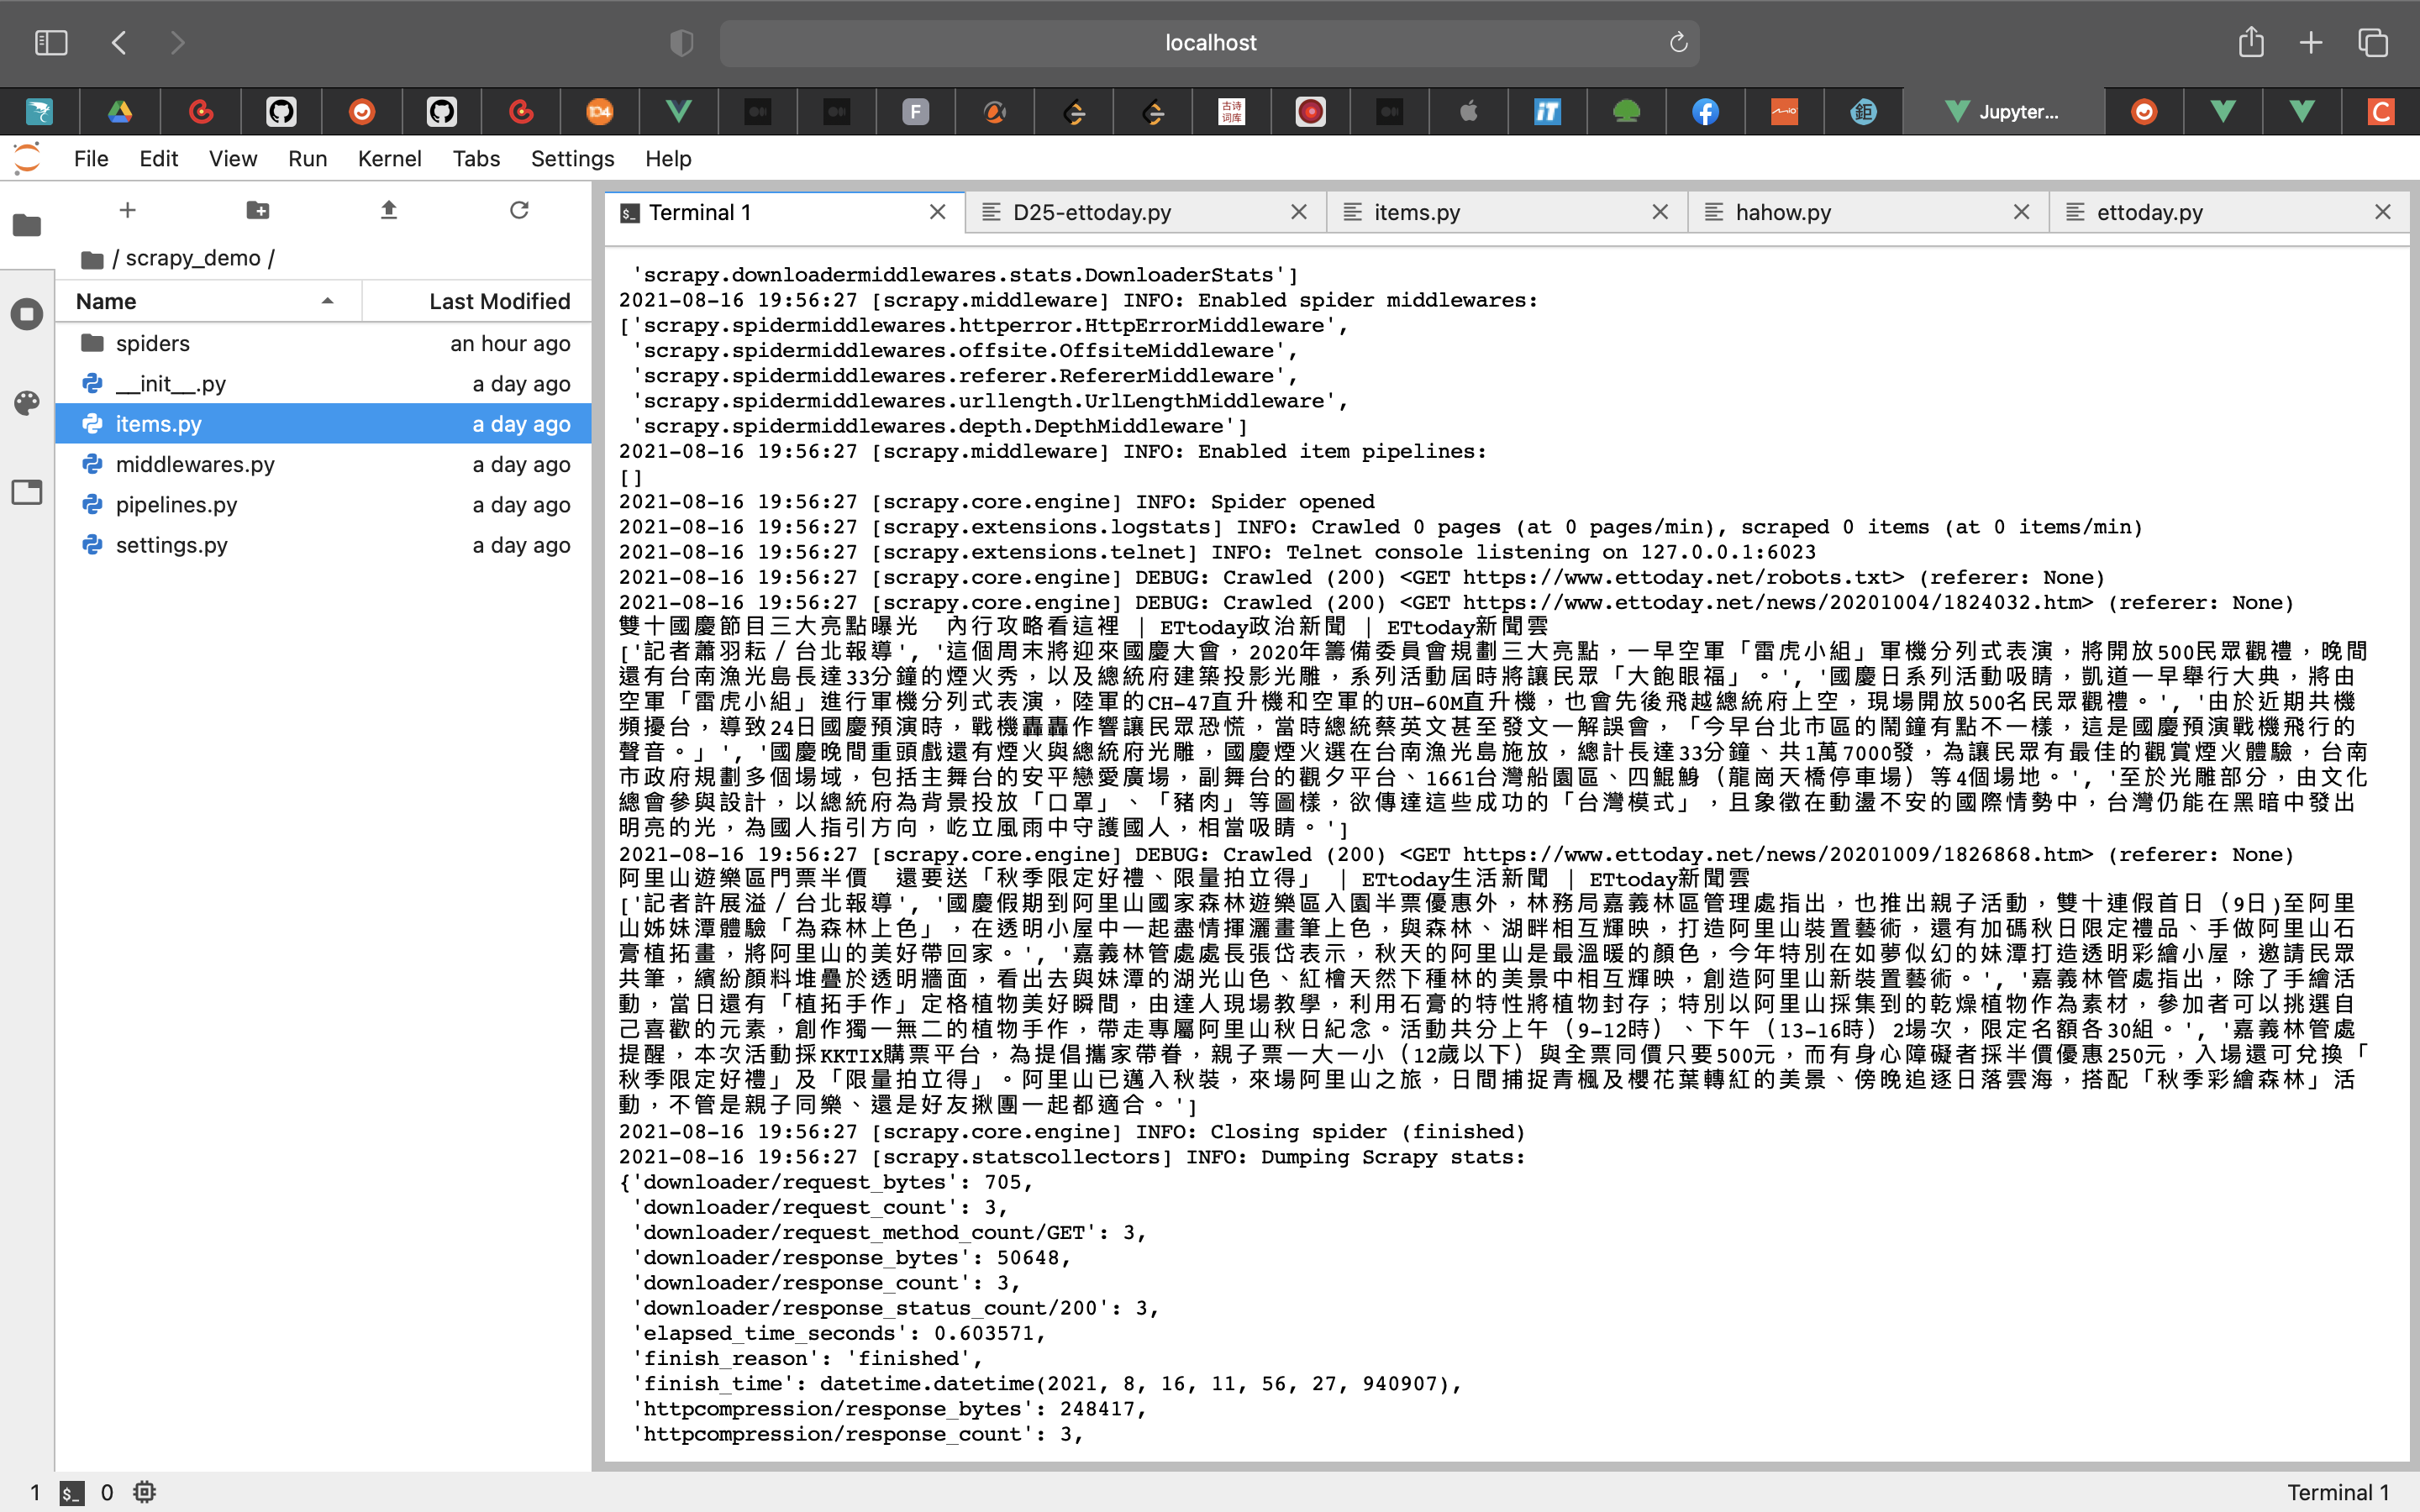 localhost
104
F
古诗
词库
iT
鉅
Jupyter...
C
File Edit View Run Kernel Tabs Settings Help
Terminal 1
D25-ettoday.py
items.py
hahow.py
ettoday.py
/ scrapy_demo /
Name Last Modified
spiders an hour ago
__init__.py a day ago
items.py a day ago
middlewares.py a day ago
pipelines.py a day ago
settings.py a day ago
'scrapy.downloadermiddlewares.stats.DownloaderStats']
2021-08-16 19:56:27 [scrapy.middleware] INFO: Enabled spider middlewares:
['scrapy.spidermiddlewares.httperror.HttpErrorMiddleware',
'scrapy.spidermiddlewares.offsite.OffsiteMiddleware',
'scrapy.spidermiddlewares.referer.RefererMiddleware',
'scrapy.spidermiddlewares.urllength.UrlLengthMiddleware',
'scrapy.spidermiddlewares.depth.DepthMiddleware']
2021-08-16 19:56:27 [scrapy.middleware] INFO: Enabled item pipelines:
[]
2021-08-16 19:56:27 [scrapy.core.engine] INFO: Spider opened
2021-08-16 19:56:27 [scrapy.extensions.logstats] INFO: Crawled 0 pages (at 0 pages/min), scraped 0 items (at 0 items/min)
2021-08-16 19:56:27 [scrapy.extensions.telnet] INFO: Telnet console listening on 127.0.0.1:6023
2021-08-16 19:56:27 [scrapy.core.engine] DEBUG: Crawled (200) <GET https://www.ettoday.net/robots.txt> (referer: None)
2021-08-16 19:56:27 [scrapy.core.engine] DEBUG: Crawled (200) <GET https://www.ettoday.net/news/20201004/1824032.htm> (referer: None)
雙十國慶節目三大亮點曝光　內行攻略看這裡 | ETtoday政治新聞 | ETtoday新聞雲
['記者蕭羽耘／台北報導', '這個周末將迎來國慶大會，2020年籌備委員會規劃三大亮點，一早空軍「雷虎小組」軍機分列式表演，將開放500民眾觀禮，晚間
還有台南漁光島長達33分鐘的煙火秀，以及總統府建築投影光雕，系列活動屆時將讓民眾「大飽眼福」。', '國慶日系列活動吸睛，凱道一早舉行大典，將由
空軍「雷虎小組」進行軍機分列式表演，陸軍的CH-47直升機和空軍的UH-60M直升機，也會先後飛越總統府上空，現場開放500名民眾觀禮。', '由於近期共機
頻擾台，導致24日國慶預演時，戰機轟轟作響讓民眾恐慌，當時總統蔡英文甚至發文一解誤會，「今早台北市區的鬧鐘有點不一樣，這是國慶預演戰機飛行的
聲音。」', '國慶晚間重頭戲還有煙火與總統府光雕，國慶煙火選在台南漁光島施放，總計長達33分鐘、共1萬7000發，為讓民眾有最佳的觀賞煙火體驗，台南
市政府規劃多個場域，包括主舞台的安平戀愛廣場，副舞台的觀夕平台、1661台灣船園區、四鯤鯓（龍崗天橋停車場）等4個場地。', '至於光雕部分，由文化
總會參與設計，以總統府為背景投放「口罩」、「豬肉」等圖樣，欲傳達這些成功的「台灣模式」，且象徵在動盪不安的國際情勢中，台灣仍能在黑暗中發出
明亮的光，為國人指引方向，屹立風雨中守護國人，相當吸睛。']
2021-08-16 19:56:27 [scrapy.core.engine] DEBUG: Crawled (200) <GET https://www.ettoday.net/news/20201009/1826868.htm> (referer: None)
阿里山遊樂區門票半價　還要送「秋季限定好禮、限量拍立得」 | ETtoday生活新聞 | ETtoday新聞雲
['記者許展溢／台北報導', '國慶假期到阿里山國家森林遊樂區入園半票優惠外，林務局嘉義林區管理處指出，也推出親子活動，雙十連假首日（9日)至阿里
山姊妹潭體驗「為森林上色」，在透明小屋中一起盡情揮灑畫筆上色，與森林、湖畔相互輝映，打造阿里山裝置藝術，還有加碼秋日限定禮品、手做阿里山石
膏植拓畫，將阿里山的美好帶回家。', '嘉義林管處處長張岱表示，秋天的阿里山是最溫暖的顏色，今年特別在如夢似幻的妹潭打造透明彩繪小屋，邀請民眾
共筆，繽紛顏料堆疊於透明牆面，看出去與妹潭的湖光山色、紅檜天然下種林的美景中相互輝映，創造阿里山新裝置藝術。', '嘉義林管處指出，除了手繪活
動，當日還有「植拓手作」定格植物美好瞬間，由達人現場教學，利用石膏的特性將植物封存；特別以阿里山採集到的乾燥植物作為素材，參加者可以挑選自
己喜歡的元素，創作獨一無二的植物手作，帶走專屬阿里山秋日紀念。活動共分上午（9-12時）、下午（13-16時）2場次，限定名額各30組。', '嘉義林管處
提醒，本次活動採KKTIX購票平台，為提倡攜家帶眷，親子票一大一小（12歲以下）與全票同價只要500元，而有身心障礙者採半價優惠250元，入場還可兌換「
秋季限定好禮」及「限量拍立得」。阿里山已邁入秋裝，來場阿里山之旅，日間捕捉青楓及櫻花葉轉紅的美景、傍晚追逐日落雲海，搭配「秋季彩繪森林」活
動，不管是親子同樂、還是好友揪團一起都適合。']
2021-08-16 19:56:27 [scrapy.core.engine] INFO: Closing spider (finished)
2021-08-16 19:56:27 [scrapy.statscollectors] INFO: Dumping Scrapy stats:
{'downloader/request_bytes': 705,
'downloader/request_count': 3,
'downloader/request_method_count/GET': 3,
'downloader/response_bytes': 50648,
'downloader/response_count': 3,
'downloader/response_status_count/200': 3,
'elapsed_time_seconds': 0.603571,
'finish_reason': 'finished',
'finish_time': datetime.datetime(2021, 8, 16, 11, 56, 27, 940907),
'httpcompression/response_bytes': 248417,
'httpcompression/response_count': 3,
1 $_ 0 Terminal 1